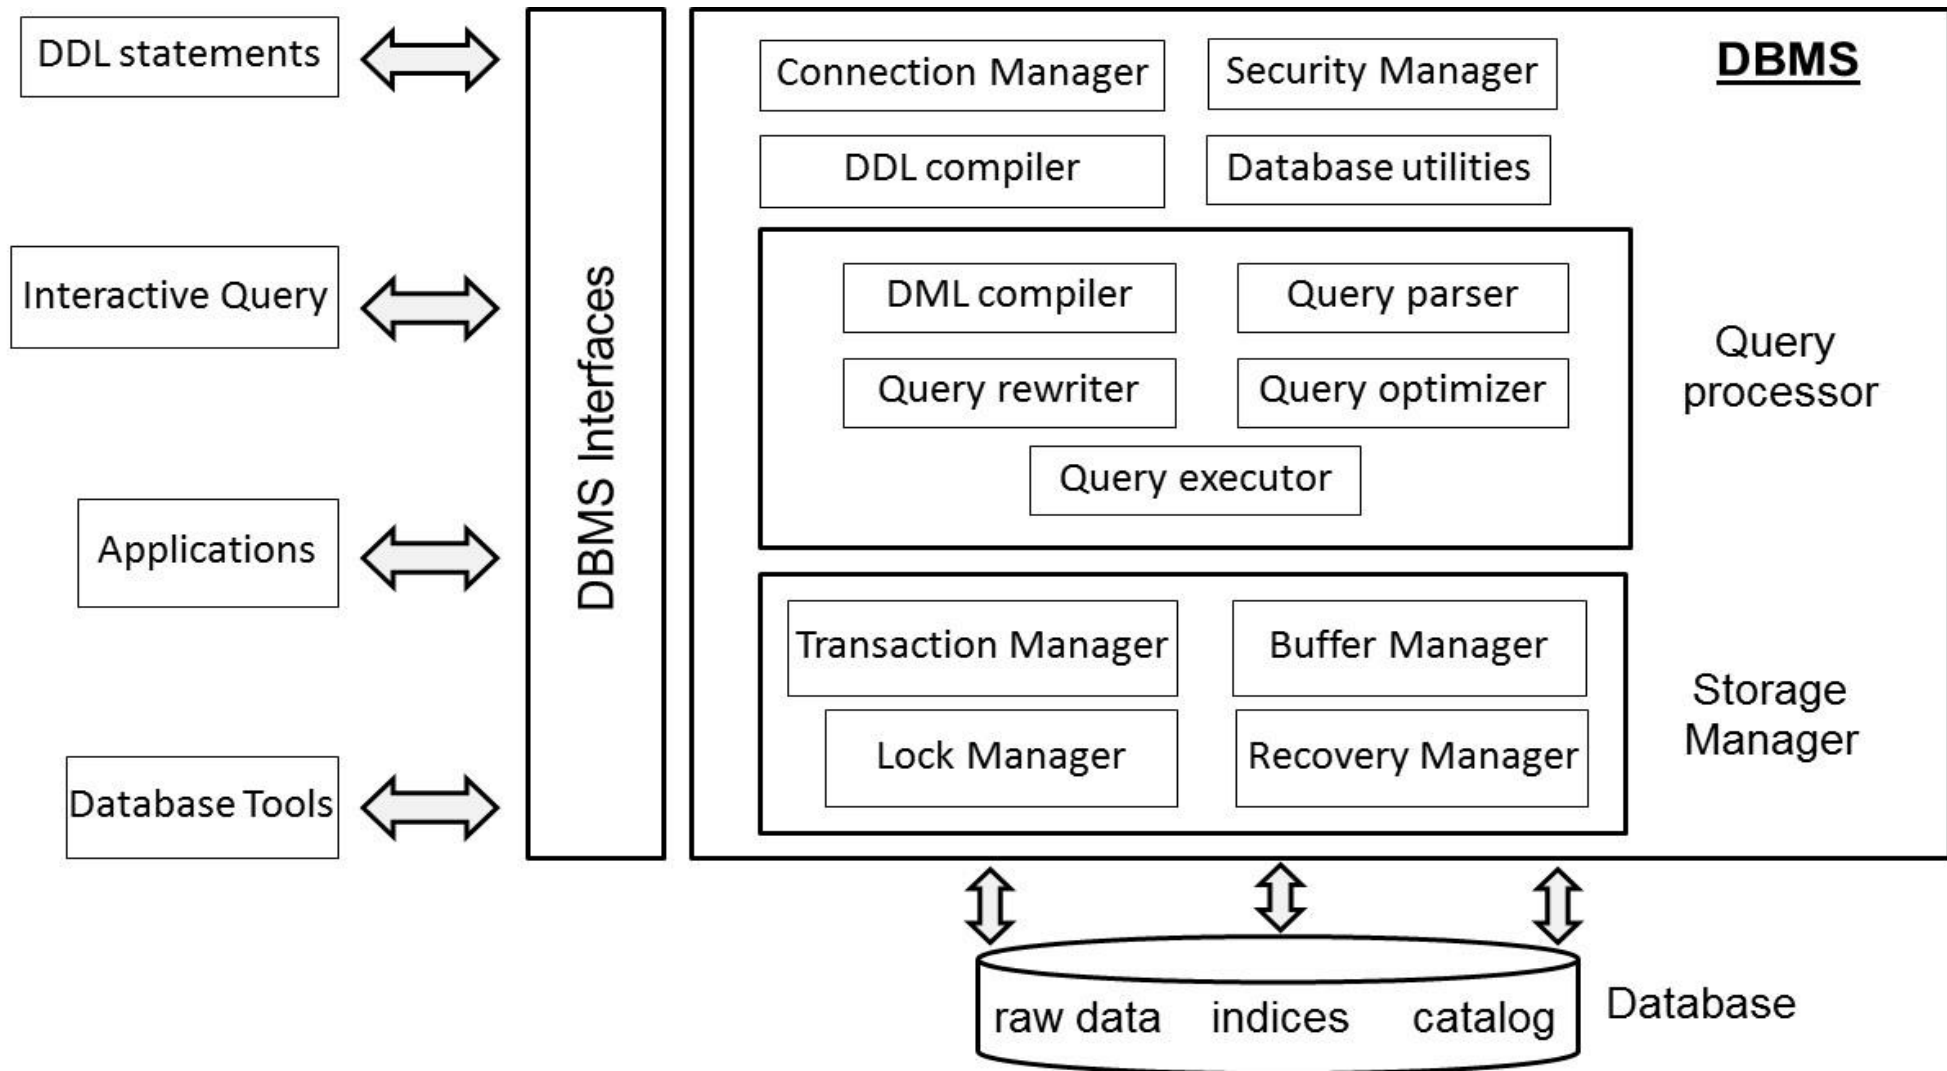 DDL statements
Interactive Query
Applications
Database Tools
DBMS Interfaces
DBMS
Connection Manager
Security Manager
DDL compiler
Database utilities
DML compiler
Query parser
Query rewriter
Query optimizer
Query executor
Query
processor
Transaction Manager
Buffer Manager
Lock Manager
Recovery Manager
Storage
Manager
raw data indices catalog
Database